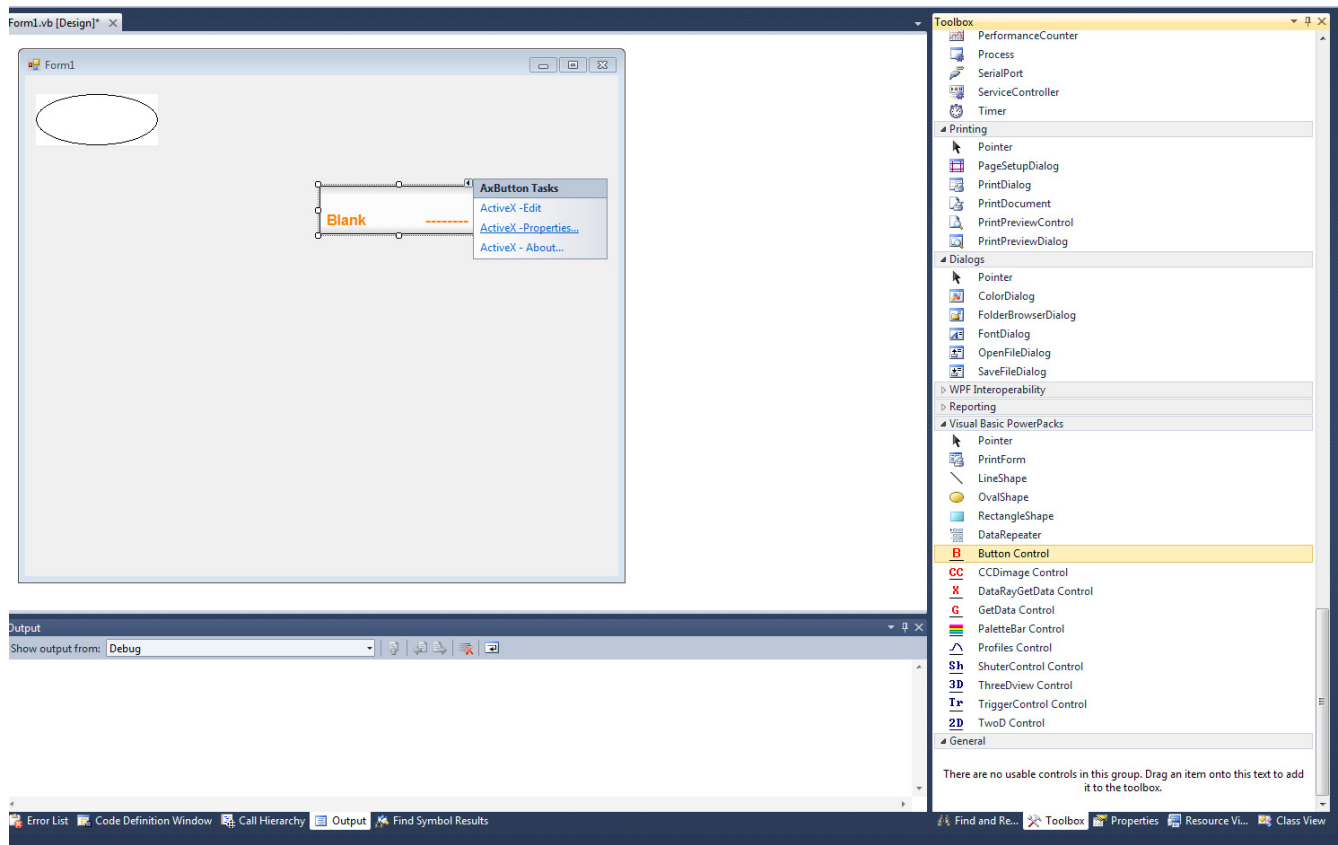 Form1.vb [Design]*
Form1
Blank --------
AxButton Tasks
ActiveX -Edit
ActiveX -Properties...
ActiveX - About...
Output
Show output from: Debug
Error List Code Definition Window Call Hierarchy Output Find Symbol Results
Toolbox
PerformanceCounter
Process
SerialPort
ServiceController
Timer
Printing
Pointer
PageSetupDialog
PrintDialog
PrintDocument
PrintPreviewControl
PrintPreviewDialog
Dialogs
Pointer
ColorDialog
FolderBrowserDialog
FontDialog
OpenFileDialog
SaveFileDialog
WPF Interoperability
Reporting
Visual Basic PowerPacks
Pointer
PrintForm
LineShape
OvalShape
RectangleShape
DataRepeater
B Button Control
CC CCDimage Control
X DataRayGetData Control
G GetData Control
PaletteBar Control
Profiles Control
Sh ShuterControl Control
3D ThreeDview Control
Tr TriggerControl Control
2D TwoD Control
General
There are no usable controls in this group. Drag an item onto this text to add
it to the toolbox.
Find and Re... Toolbox Properties Resource Vi... Class View